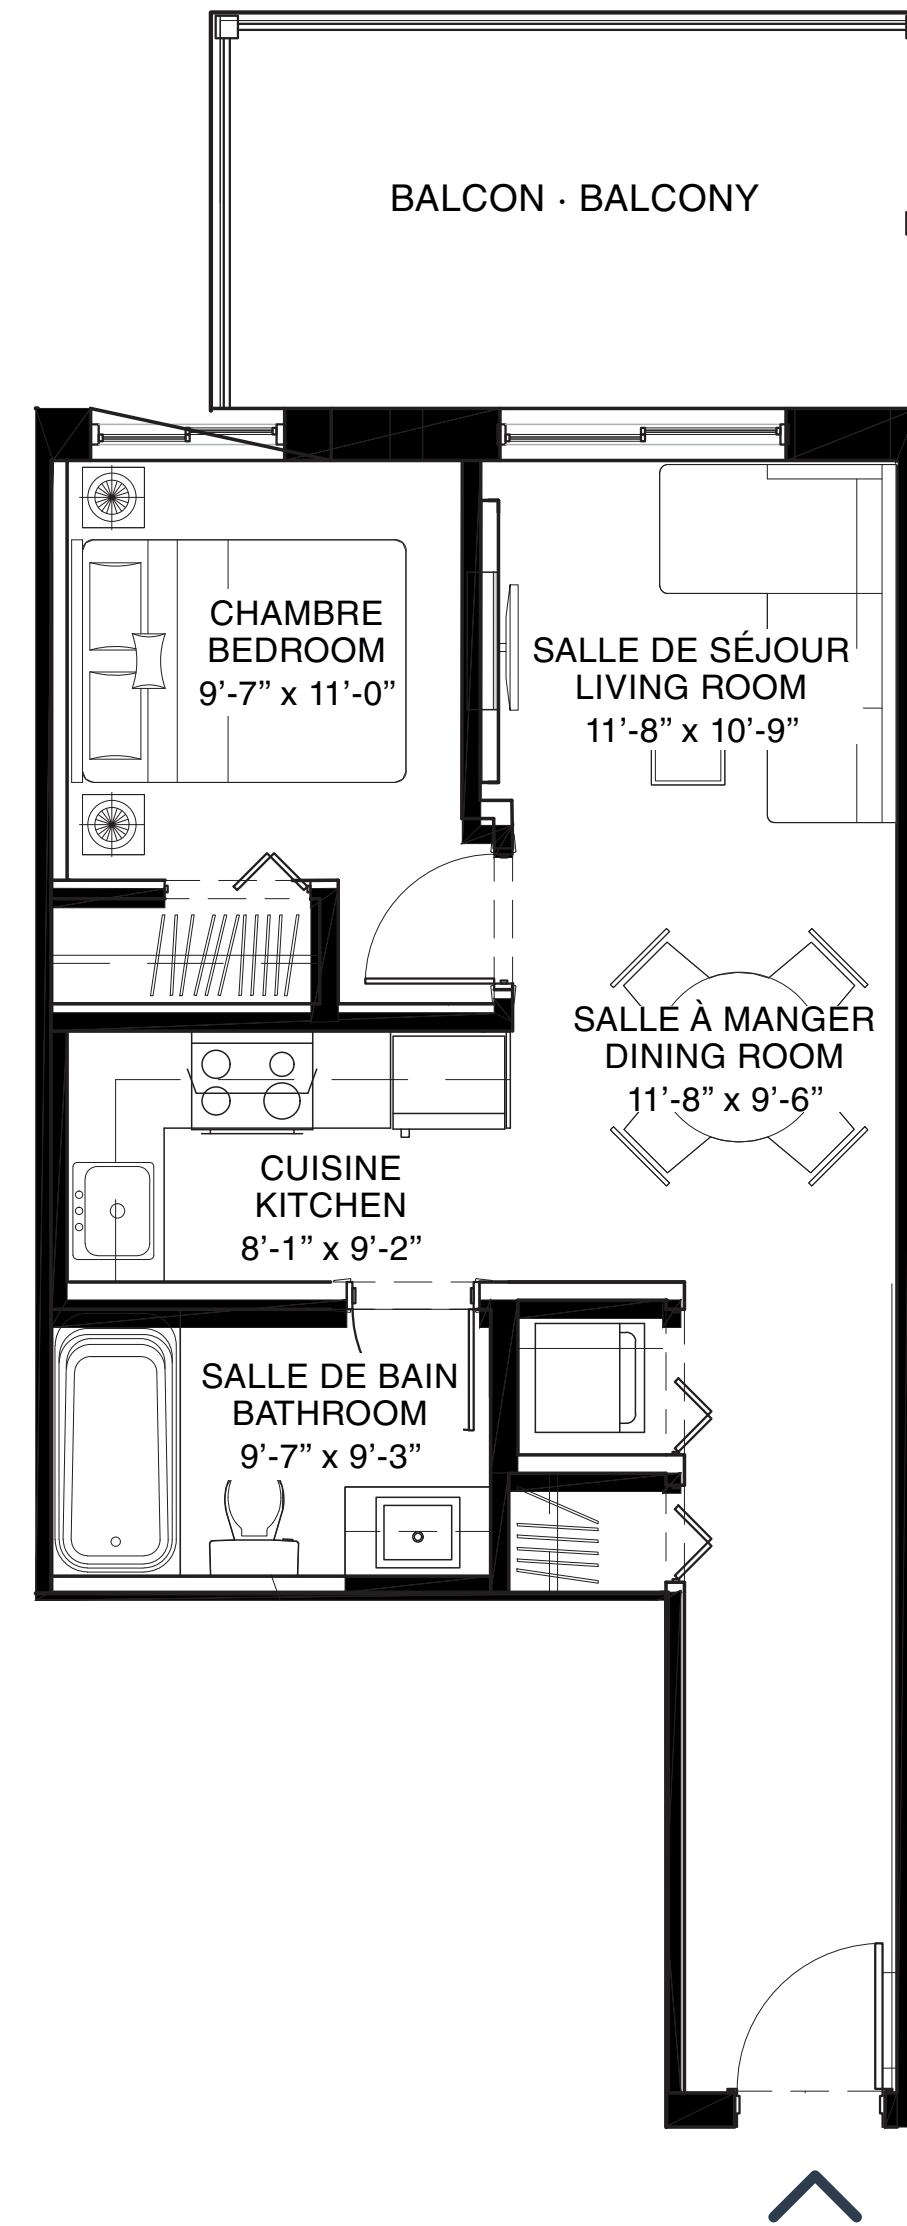 BALCON · BALCONY
CHAMBRE
BEDROOM
9’-7” x 11’-0”
SALLE DE SÉJOUR
LIVING ROOM
11’-8” x 10’-9”
SALLE À MANGER
DINING ROOM
11’-8” x 9’-6”
CUISINE
KITCHEN
8’-1” x 9’-2”
SALLE DE BAIN
BATHROOM
9’-7” x 9’-3”